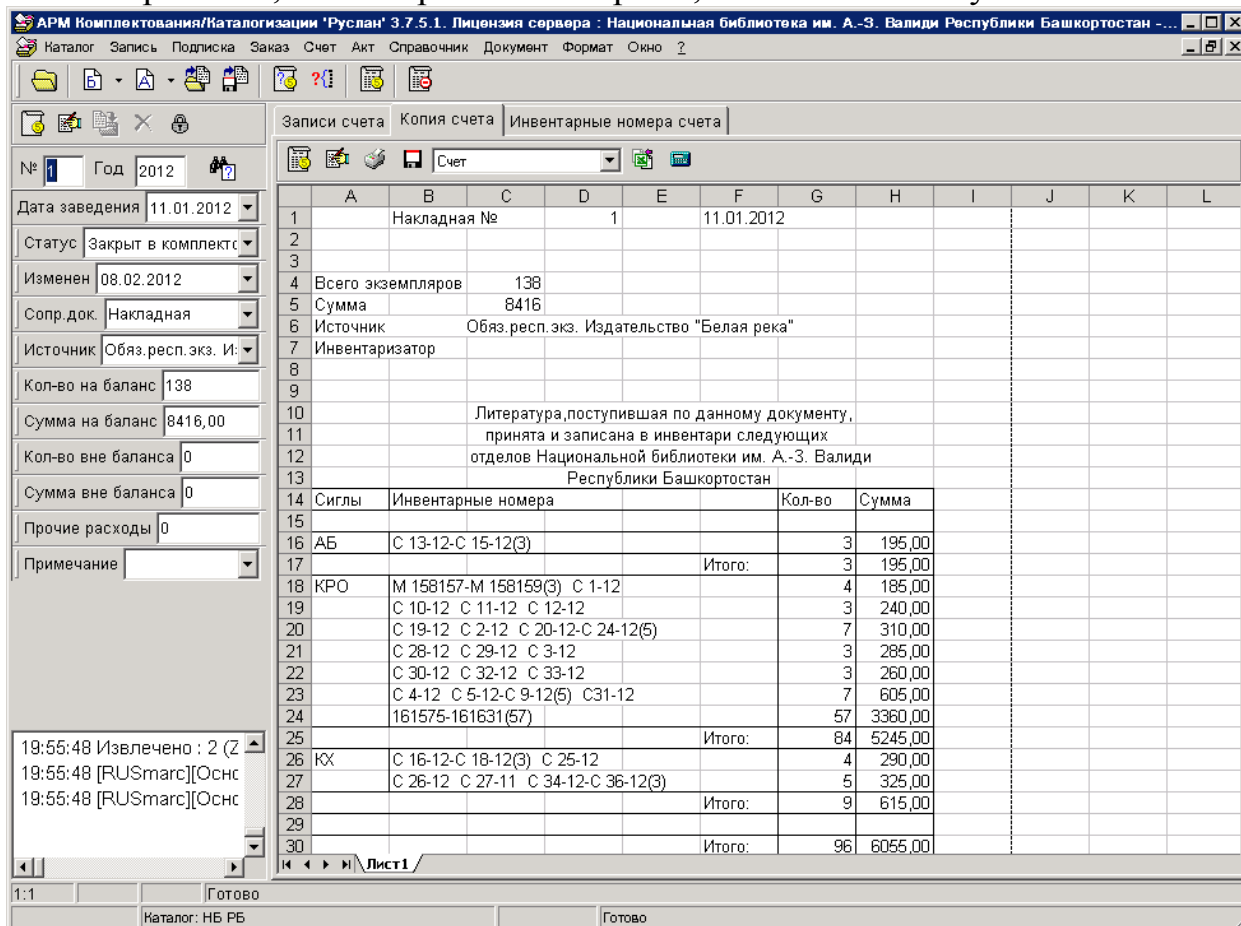 АРМ Комплектования/Каталогизации 'Руслан' 3.7.5.1. Лицензия сервера : Национальная библиотека им. А.-З. Валиди Республики Башкортостан -...
Каталог Запись Подписка Заказ Счет Акт Справочник Документ Формат Окно ?
Записи счета Копия счета Инвентарные номера счета
№ 1 Год 2012
Счет
Дата заведения 11.01.2012
Статус Закрыт в комплект
Изменен 08.02.2012
Сопр.док. Накладная
Источник Обяз.респ.экз. И
Кол-во на баланс 138
Сумма на баланс 8416,00
Кол-во вне баланса 0
Сумма вне баланса 0
Прочие расходы 0
Примечание
19:55:48 Извлечено : 2 (Z
19:55:48 [RUSmarc][Осно
19:55:48 [RUSmarc][Осно
A B C D E F G H I J K L
1 Накладная № 1 11.01.2012
2
3
4 Всего экземпляров 138
5 Сумма 8416
6 Источник Обяз.респ.экз. Издательство "Белая река"
7 Инвентаризатор
8
9
10 Литература,поступившая по данному документу,
11 принята и записана в инвентари следующих
12 отделов Национальной библиотеки им. А.-З. Валиди
13 Республики Башкортостан
14 Сиглы Инвентарные номера Кол-во Сумма
15
16 АБ С 13-12-С 15-12(3) 3 195,00
17 Итого: 3 195,00
18 КРО М 158157-М 158159(3) С 1-12 4 185,00
19 С 10-12 С 11-12 С 12-12 3 240,00
20 С 19-12 С 2-12 С 20-12-С 24-12(5) 7 310,00
21 С 28-12 С 29-12 С 3-12 3 285,00
22 С 30-12 С 32-12 С 33-12 3 260,00
23 С 4-12 С 5-12-С 9-12(5) С31-12 7 605,00
24 161575-161631(57) 57 3360,00
25 Итого: 84 5245,00
26 КХ С 16-12-С 18-12(3) С 25-12 4 290,00
27 С 26-12 С 27-11 С 34-12-С 36-12(3) 5 325,00
28 Итого: 9 615,00
29
30 Итого: 96 6055,00
Лист1
1:1 Готово
Каталог: НБ РБ Готово